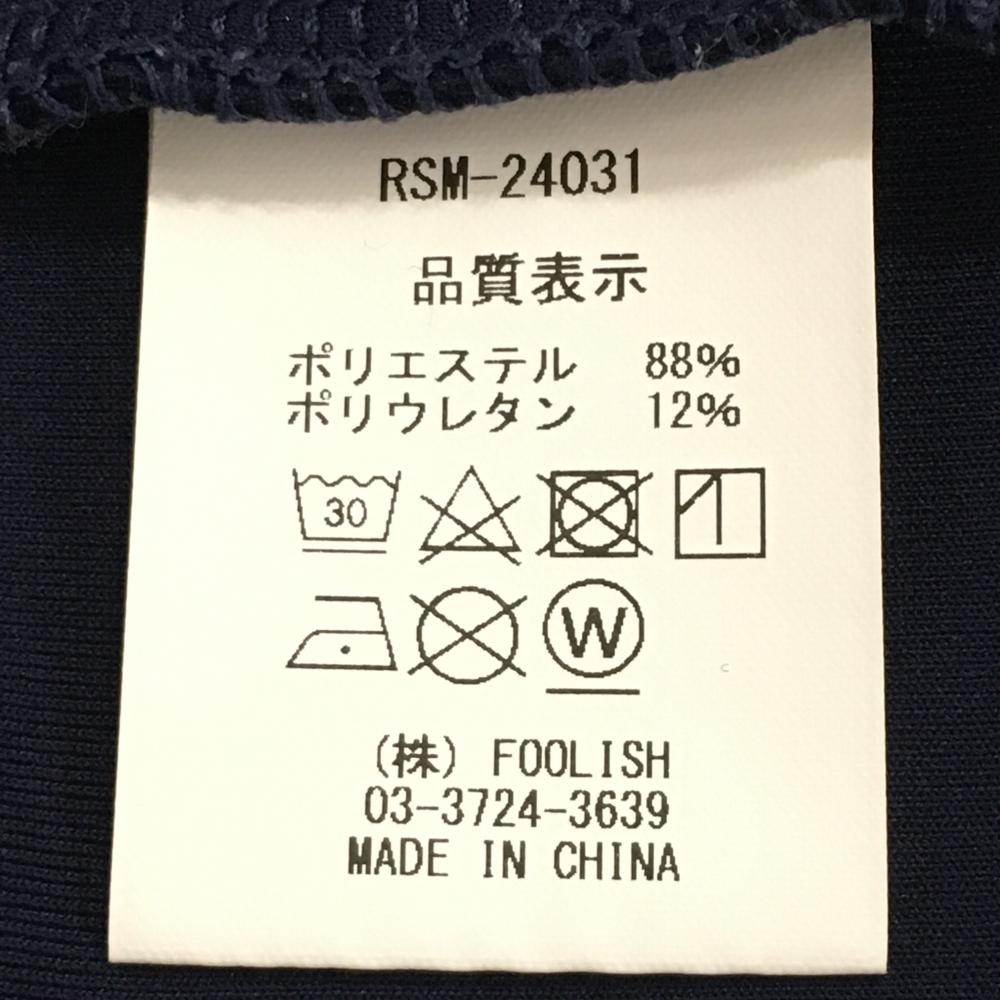 RSM-24031
品質表示
ポリエステル 88%
ポリウレタン 12%
30
W
(株) FOOLISH
03-3724-3639
MADE IN CHINA